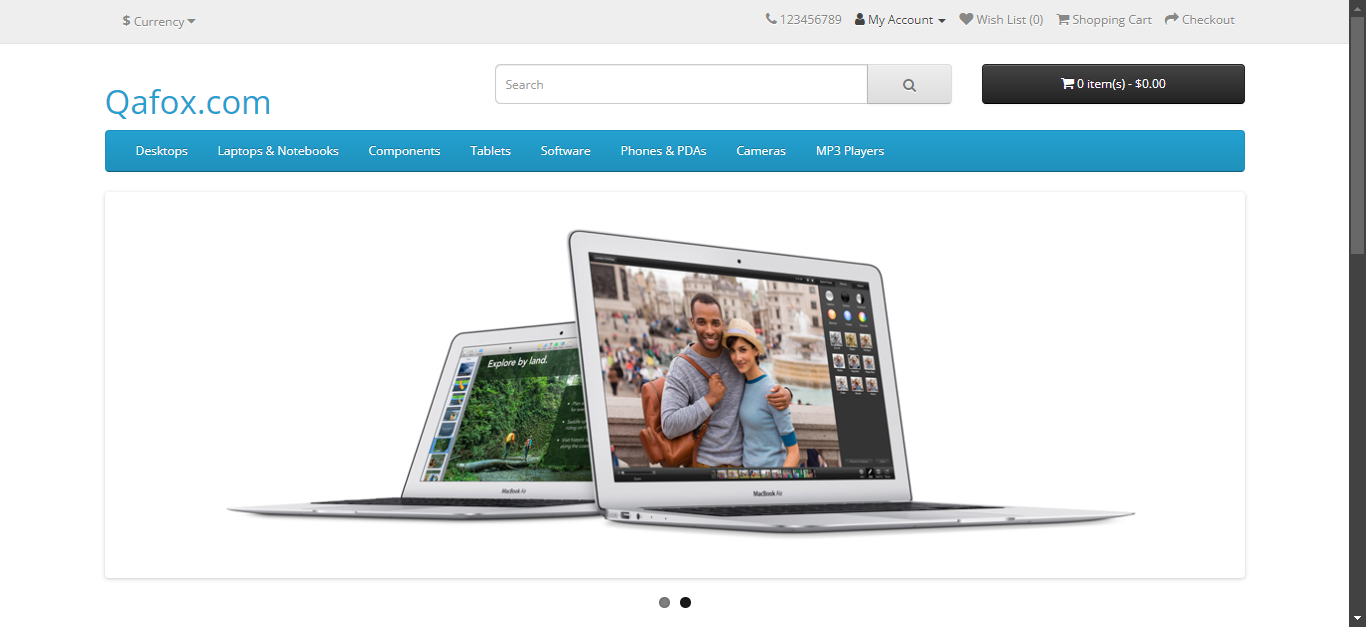 $ Currency
123456789 My Account Wish List (0) Shopping Cart Checkout
Qafox.com
Search
0 item(s) - $0.00
Desktops Laptops & Notebooks Components Tablets Software Phones & PDAs Cameras MP3 Players
Explore by land.
MacBook Air
MacBook Air